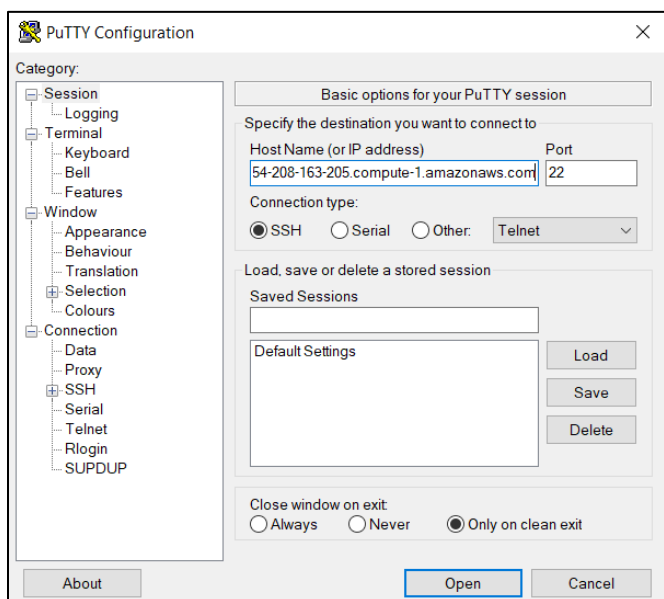 PuTTY Configuration
Category:
Session
Logging
Terminal
Keyboard
Bell
Features
Window
Appearance
Behaviour
Translation
Selection
Colours
Connection
Data
Proxy
SSH
Serial
Telnet
Rlogin
SUPDUP
Basic options for your PuTTY session
Specify the destination you want to connect to
Host Name (or IP address) Port
54-208-163-205.compute-1.amazonaws.com 22
Connection type:
SSH Serial Other: Telnet
Load, save or delete a stored session
Saved Sessions
Default Settings
Load
Save
Delete
Close window on exit:
Always Never Only on clean exit
About Open Cancel